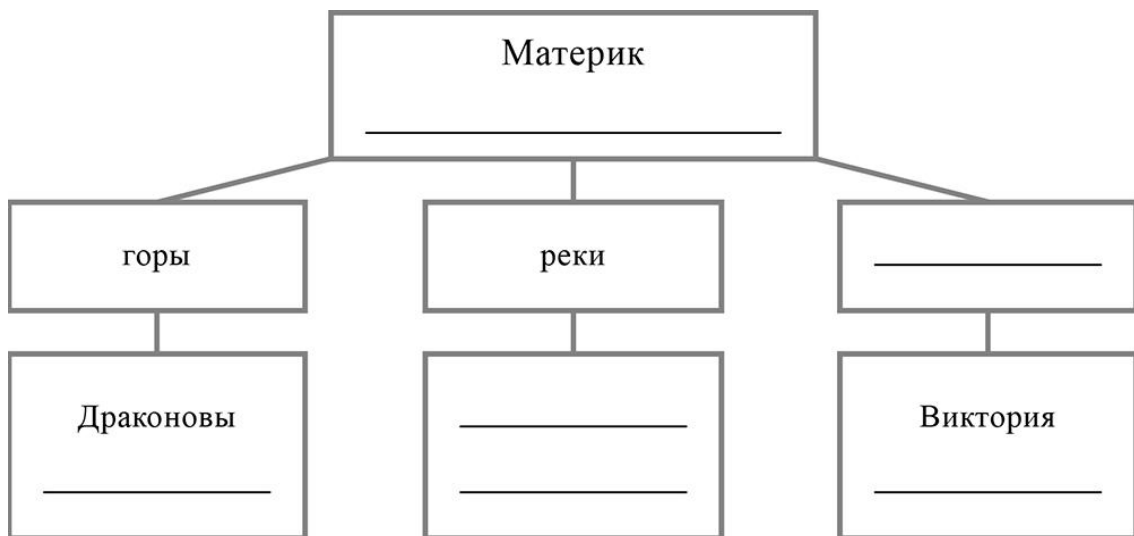 Материк
горы
реки
Драконовы
Виктория